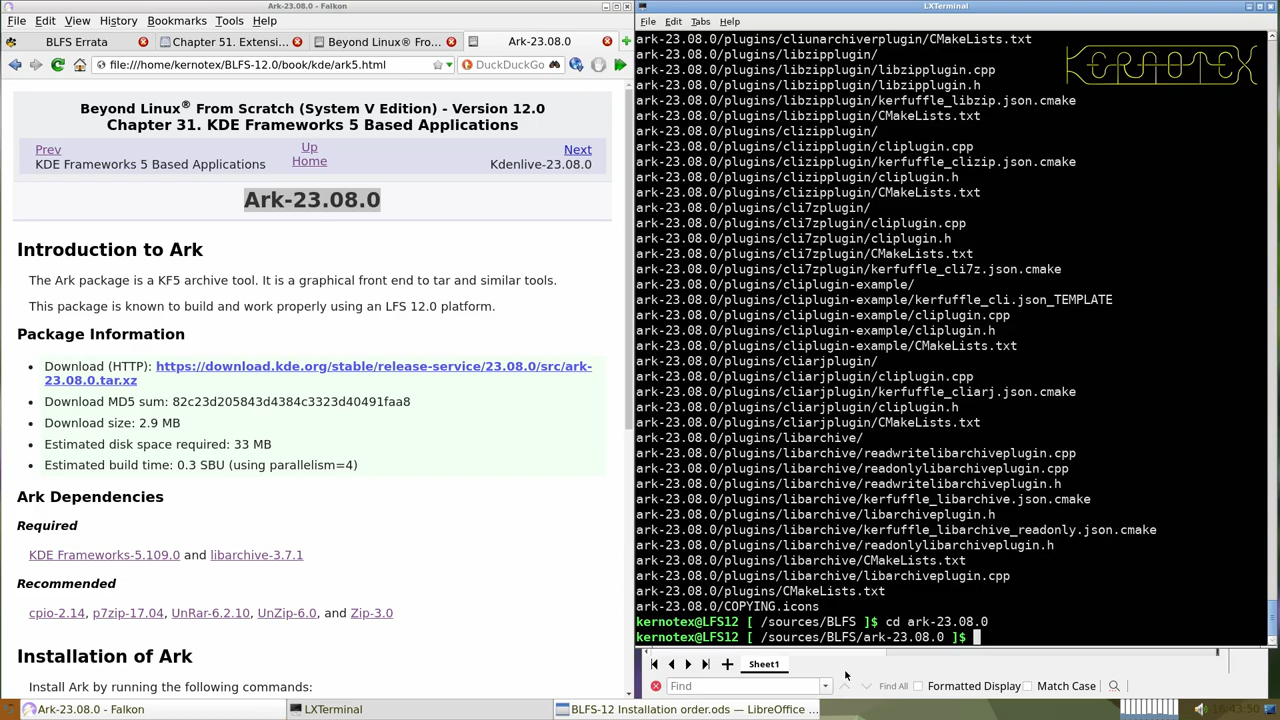 Ark-23.08.0 - Falkon
File Edit View History Bookmarks Tools Help
BLFS Errata
Chapter 51. Extensi...
Beyond Linux® Fro...
Ark-23.08.0
file:///home/kernotex/BLFS-12.0/book/kde/ark5.html
DuckDuckGo
Beyond Linux® From Scratch (System V Edition) - Version 12.0
Chapter 31. KDE Frameworks 5 Based Applications
Prev Up Next
KDE Frameworks 5 Based Applications Home Kdenlive-23.08.0
Ark-23.08.0
Introduction to Ark
The Ark package is a KF5 archive tool. It is a graphical front end to tar and similar tools.
This package is known to build and work properly using an LFS 12.0 platform.
Package Information
Download (HTTP): https://download.kde.org/stable/release-service/23.08.0/src/ark-
23.08.0.tar.xz
Download MD5 sum: 82c23d205843d4384c3323d40491faa8
Download size: 2.9 MB
Estimated disk space required: 33 MB
Estimated build time: 0.3 SBU (using parallelism=4)
Ark Dependencies
Required
KDE Frameworks-5.109.0 and libarchive-3.7.1
Recommended
cpio-2.14, p7zip-17.04, UnRar-6.2.10, UnZip-6.0, and Zip-3.0
Installation of Ark
Install Ark by running the following commands:
LXTerminal
File Edit Tabs Help
KERNOTEX
ark-23.08.0/plugins/cliunarchiverplugin/CMakeLists.txt
ark-23.08.0/plugins/libzipplugin/
ark-23.08.0/plugins/libzipplugin/libzipplugin.cpp
ark-23.08.0/plugins/libzipplugin/libzipplugin.h
ark-23.08.0/plugins/libzipplugin/kerfuffle_libzip.json.cmake
ark-23.08.0/plugins/libzipplugin/CMakeLists.txt
ark-23.08.0/plugins/clizipplugin/
ark-23.08.0/plugins/clizipplugin/cliplugin.cpp
ark-23.08.0/plugins/clizipplugin/kerfuffle_clizip.json.cmake
ark-23.08.0/plugins/clizipplugin/cliplugin.h
ark-23.08.0/plugins/clizipplugin/CMakeLists.txt
ark-23.08.0/plugins/cli7zplugin/
ark-23.08.0/plugins/cli7zplugin/cliplugin.cpp
ark-23.08.0/plugins/cli7zplugin/cliplugin.h
ark-23.08.0/plugins/cli7zplugin/CMakeLists.txt
ark-23.08.0/plugins/cli7zplugin/kerfuffle_cli7z.json.cmake
ark-23.08.0/plugins/cliplugin-example/
ark-23.08.0/plugins/cliplugin-example/kerfuffle_cli.json_TEMPLATE
ark-23.08.0/plugins/cliplugin-example/cliplugin.cpp
ark-23.08.0/plugins/cliplugin-example/cliplugin.h
ark-23.08.0/plugins/cliplugin-example/CMakeLists.txt
ark-23.08.0/plugins/cliarjplugin/
ark-23.08.0/plugins/cliarjplugin/cliplugin.cpp
ark-23.08.0/plugins/cliarjplugin/kerfuffle_cliarj.json.cmake
ark-23.08.0/plugins/cliarjplugin/cliplugin.h
ark-23.08.0/plugins/cliarjplugin/CMakeLists.txt
ark-23.08.0/plugins/libarchive/
ark-23.08.0/plugins/libarchive/readwritelibarchiveplugin.cpp
ark-23.08.0/plugins/libarchive/readonlylibarchiveplugin.cpp
ark-23.08.0/plugins/libarchive/readwritelibarchiveplugin.h
ark-23.08.0/plugins/libarchive/kerfuffle_libarchive.json.cmake
ark-23.08.0/plugins/libarchive/libarchiveplugin.h
ark-23.08.0/plugins/libarchive/kerfuffle_libarchive_readonly.json.cmake
ark-23.08.0/plugins/libarchive/readonlylibarchiveplugin.h
ark-23.08.0/plugins/libarchive/CMakeLists.txt
ark-23.08.0/plugins/libarchive/libarchiveplugin.cpp
ark-23.08.0/plugins/CMakeLists.txt
ark-23.08.0/COPYING.icons
kernotex@LFS12 [ /sources/BLFS ]$ cd ark-23.08.0
kernotex@LFS12 [ /sources/BLFS/ark-23.08.0 ]$
Sheet1
Find Find All Formatted Display Match Case
Ark-23.08.0 - Falkon LXTerminal BLFS-12 Installation order.ods — LibreOffice ... 16:43:50